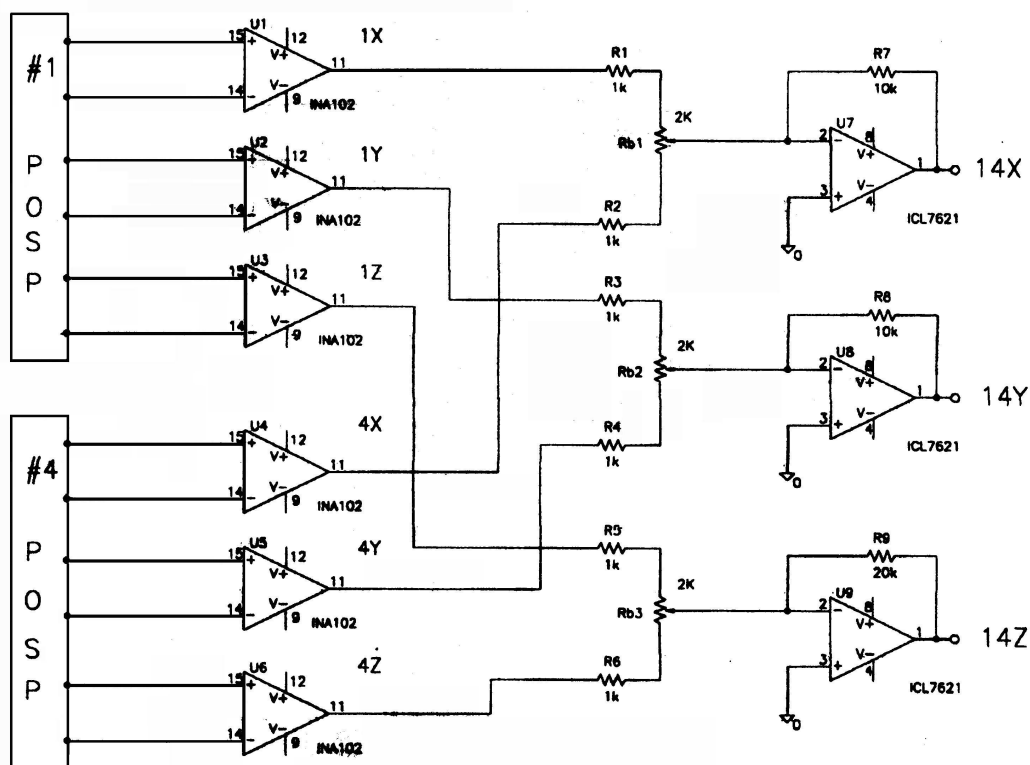 #1
P
O
S
P
U1
15
+
14
-
12
V+
V-
9
11
INA102
1X
U2
15
+
14
-
12
V+
9
11
INA102
1Y
U3
15
+
14
-
12
V+
V-
9
11
INA102
1Z
#4
P
O
S
P
U4
15
+
14
-
12
V+
V-
9
11
INA102
4X
U5
15
+
14
-
12
V+
V-
9
11
INA102
4Y
U6
15
+
14
-
12
V+
V-
9
11
INA102
4Z
R1
1k
2K
Rb1
R2
1k
R7
10k
U7
2
-
8
V+
V-
3
+
4
1
14X
ICL7621
0
R3
1k
2K
Rb2
R4
1k
R8
10k
U8
2
-
8
V+
V-
3
+
4
1
14Y
ICL7621
0
R5
1k
2K
Rb3
R6
1k
R9
20k
U9
2
-
8
V+
V-
3
+
4
1
14Z
ICL7621
0